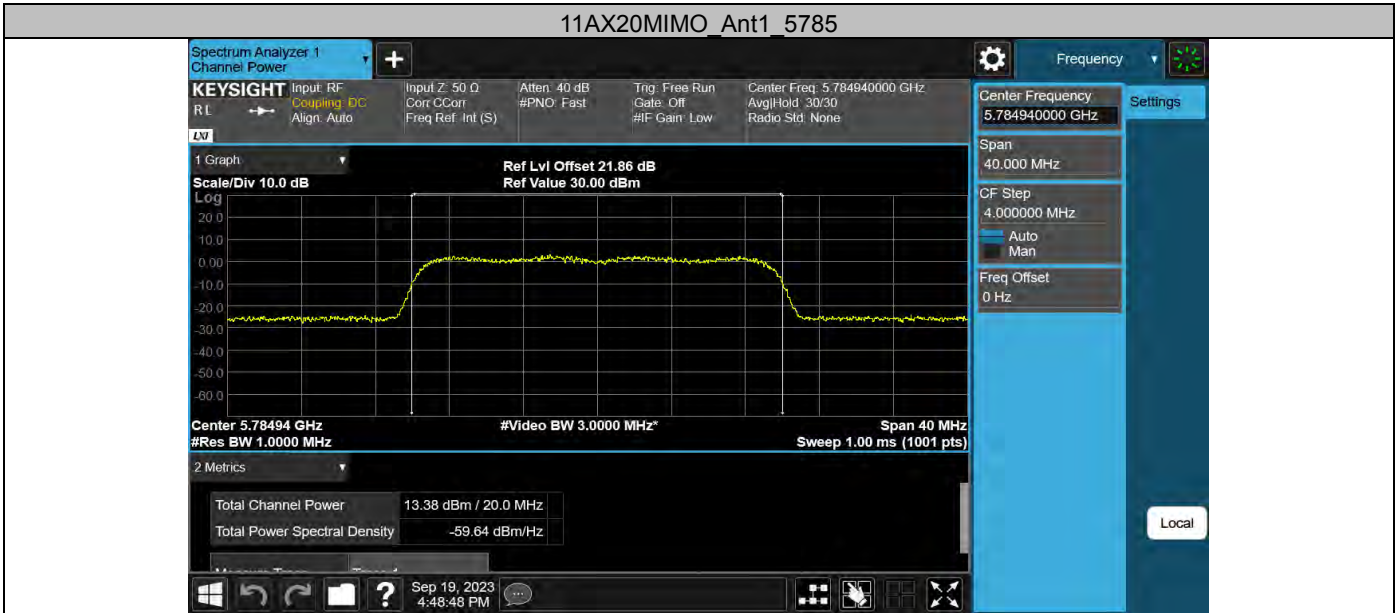 11AX20MIMO_Ant1_5785
Spectrum Analyzer 1
Channel Power
Frequency
KEYSIGHT
Input: RF
Coupling: DC
Align: Auto
R L
LXI
Input Z: 50 Ω
Corr CCorr
Freq Ref: Int (S)
Atten: 40 dB
#PNO: Fast
Trig: Free Run
Gate: Off
#IF Gain: Low
Center Freq: 5.784940000 GHz
Avg|Hold: 30/30
Radio Std: None
1 Graph
Scale/Div 10.0 dB
Ref Lvl Offset 21.86 dB
Ref Value 30.00 dBm
Log
20.0
10.0
0.00
-10.0
-20.0
-30.0
-40.0
-50.0
-60.0
Center 5.78494 GHz
#Res BW 1.0000 MHz
#Video BW 3.0000 MHz*
Span 40 MHz
Sweep 1.00 ms (1001 pts)
2 Metrics
Total Channel Power 13.38 dBm / 20.0 MHz
Total Power Spectral Density -59.64 dBm/Hz
Sep 19, 2023
4:48:48 PM
Center Frequency
5.784940000 GHz
Settings
Span
40.000 MHz
CF Step
4.000000 MHz
Auto
Man
Freq Offset
0 Hz
Local